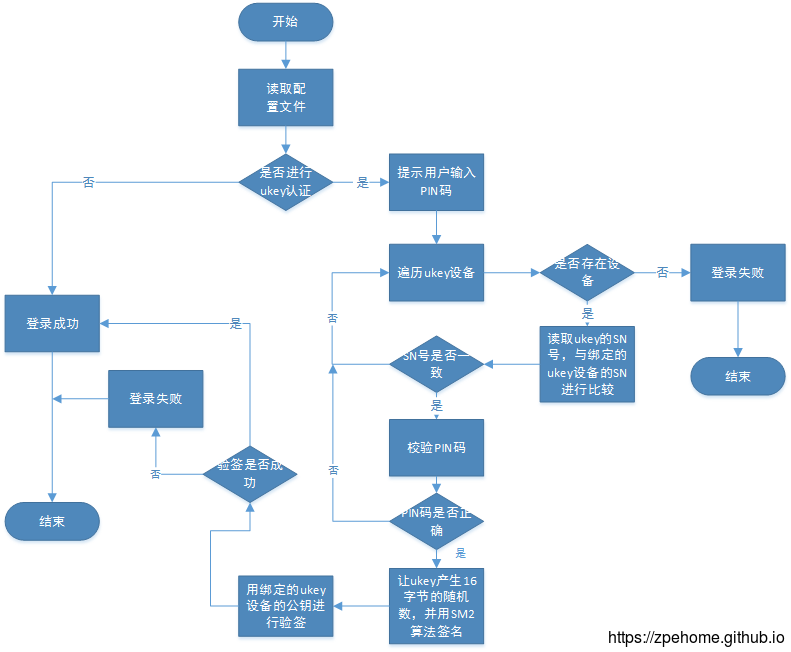 开始
读取配
置文件
是否进行
ukey认证
否
是
提示用户输入
PIN码
遍历ukey设备
是否存在设
备
否
登录失败
结束
是
读取ukey的SN
号，与绑定的
ukey设备的SN
进行比较
SN号是否一
致
否
是
校验PIN码
PIN码是否正
确
否
是
让ukey产生16
字节的随机
数，并用SM2
算法签名
用绑定的ukey
设备的公钥进
行验签
验签是否成
功
是
否
登录失败
登录成功
结束
https://zpehome.github.io